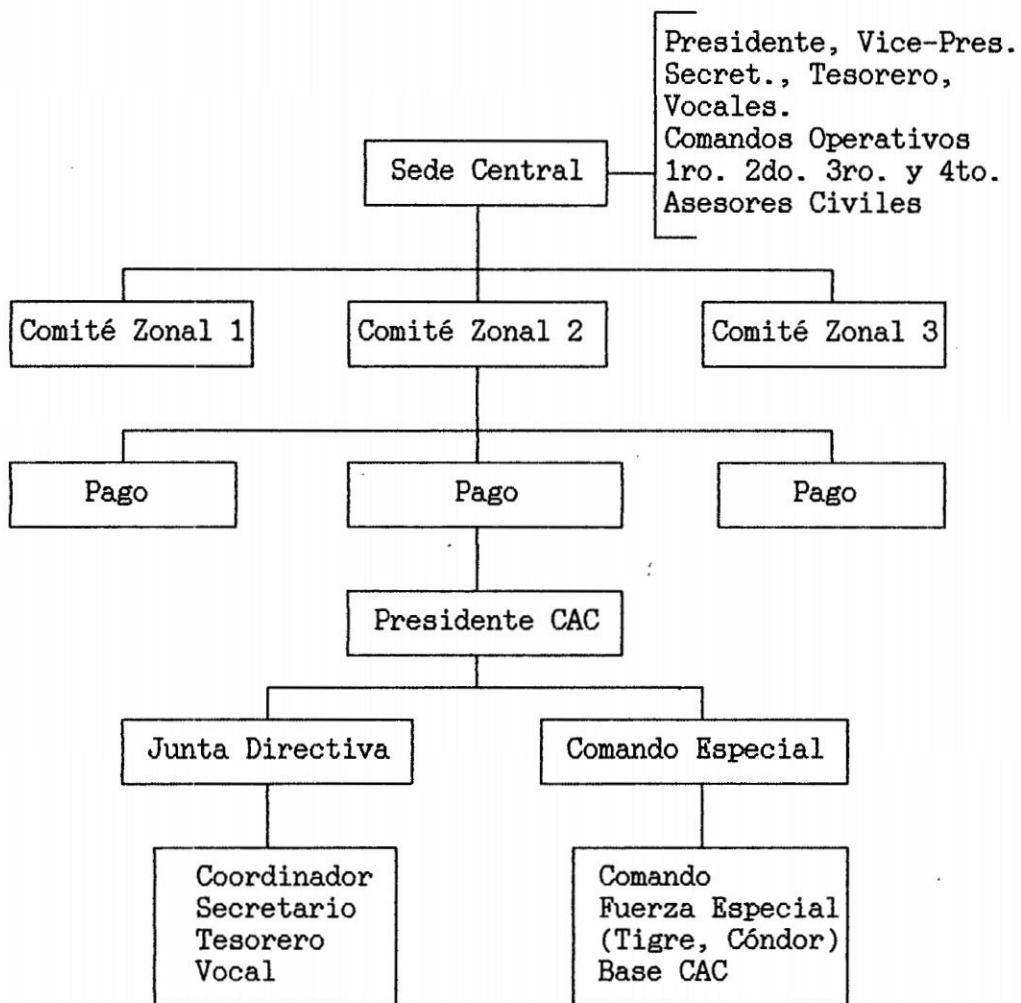 Presidente, Vice-Pres.
Secret., Tesorero,
Vocales.
Comandos Operativos
1ro. 2do. 3ro. y 4to.
Asesores Civiles
Sede Central
Comité Zonal 1
Comité Zonal 2
Comité Zonal 3
Pago
Pago
Pago
Presidente CAC
Junta Directiva
Comando Especial
Coordinador
Secretario
Tesorero
Vocal
Comando
Fuerza Especial
(Tigre, Cóndor)
Base CAC